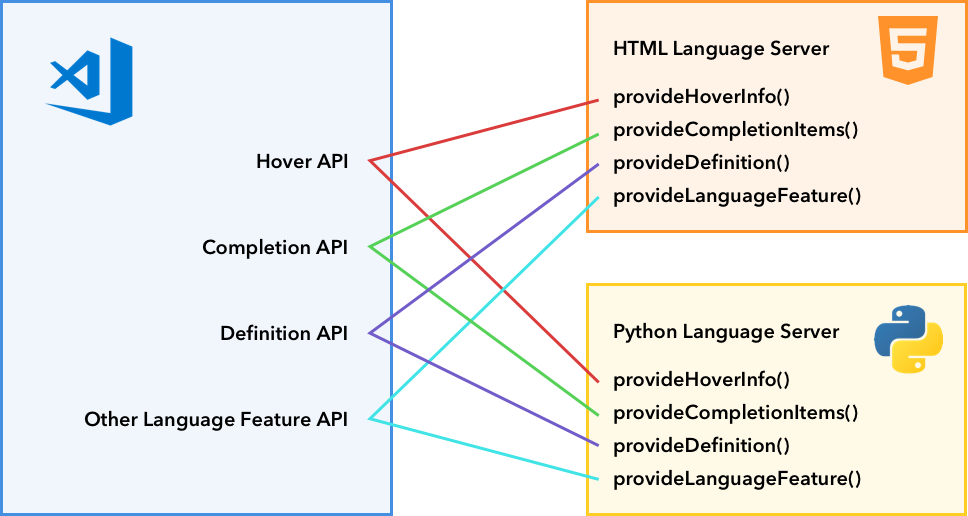 Hover API
Completion API
Definition API
Other Language Feature API
HTML Language Server
5
provideHoverInfo()
provideCompletionItems()
provideDefinition()
provideLanguageFeature()
Python Language Server
provideHoverInfo()
provideCompletionItems()
provideDefinition()
provideLanguageFeature()